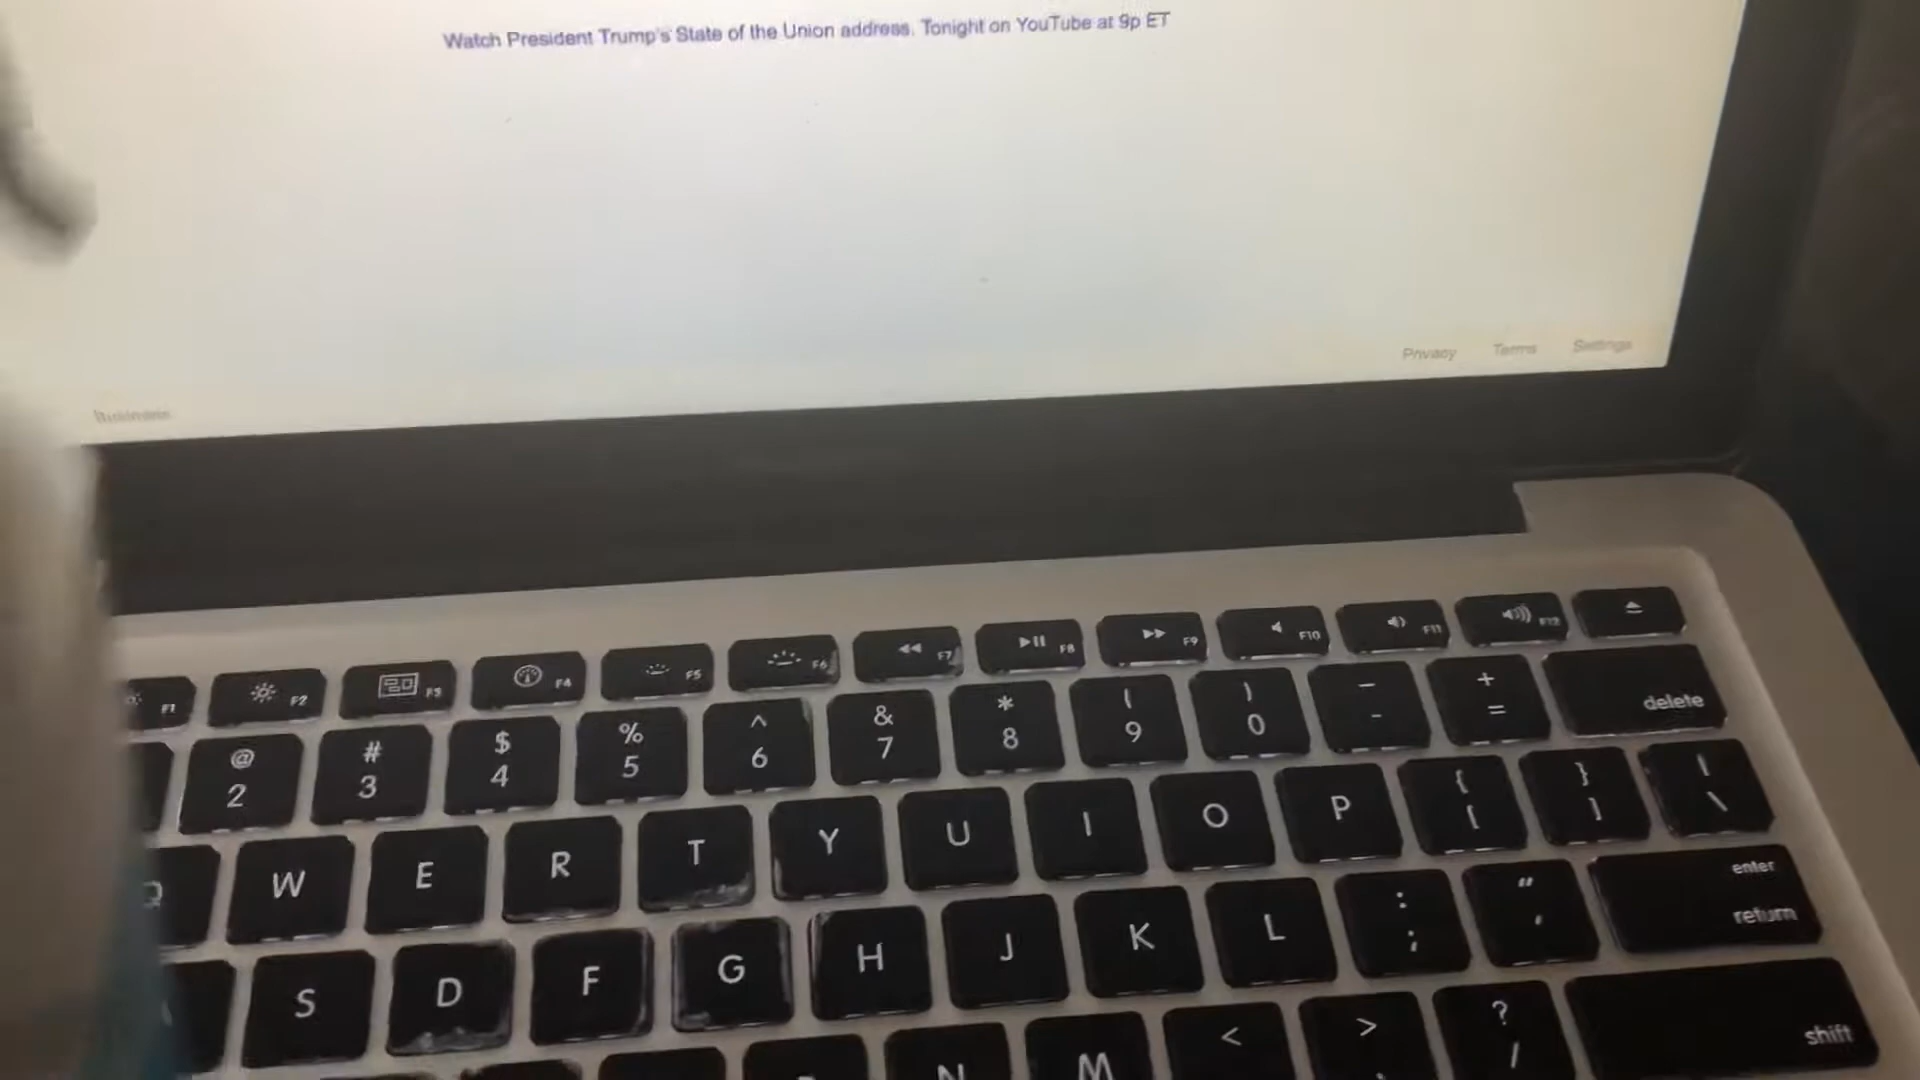 Watch President Trump's State of the Union address. Tonight on YouTube at 9p ET
Privacy Terms Settings
Business
F1 F2 F3 F4 F5 F6 F7 F8 F9 F10 F11 F12
@ # $ % ^ & * ( ) — +
2 3 4 5 6 7 8 9 0 - = delete
{ } |
Q W E R T Y U I O P [ ] \
: " enter
S D F G H J K L ; ' return
< > ?
N M / shift